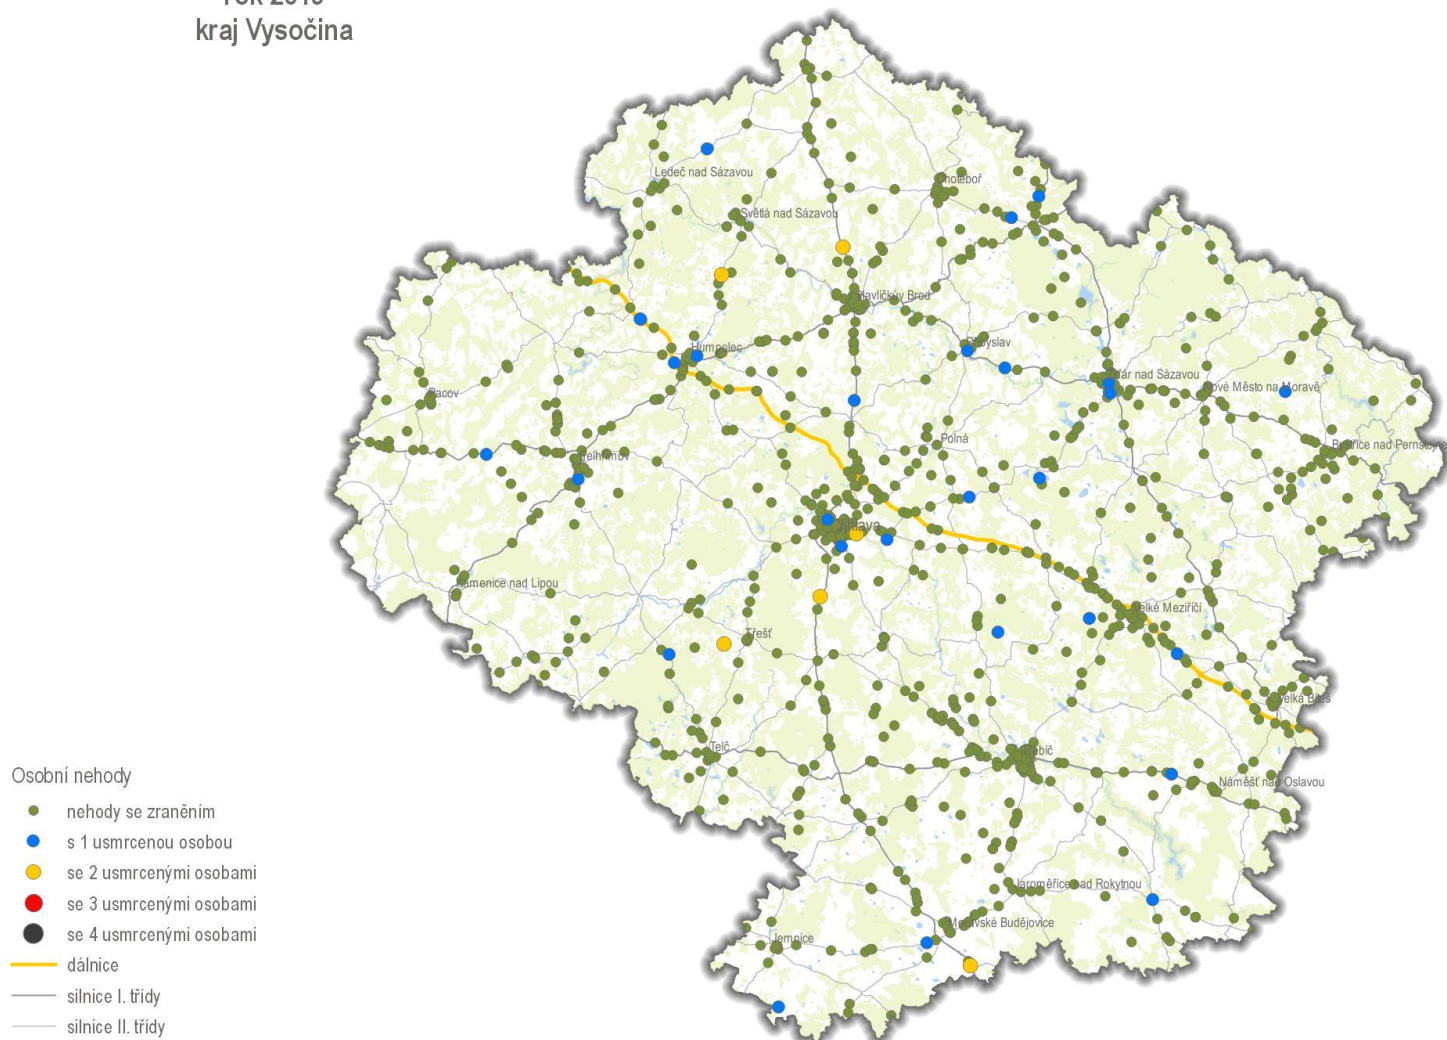 kraj Vysočina
Ledeč nad Sázavou
Chotěboř
Světlá nad Sázavou
Havlíčkův Brod
Humpolec
Přibyslav
Žďár nad Sázavou
Nové Město na Moravě
Pacov
Polná
Bystřice nad Pernštejnem
Pelhřimov
Jihlava
Kamenice nad Lipou
Velké Meziříčí
Třešť
Velká Bíteš
Telč
Třebíč
Náměšť nad Oslavou
Jaroměřice nad Rokytnou
Moravské Budějovice
Jemnice
Osobní nehody
nehody se zraněním
s 1 usmrcenou osobou
se 2 usmrcenými osobami
se 3 usmrcenými osobami
se 4 usmrcenými osobami
dálnice
silnice I. třídy
silnice II. třídy